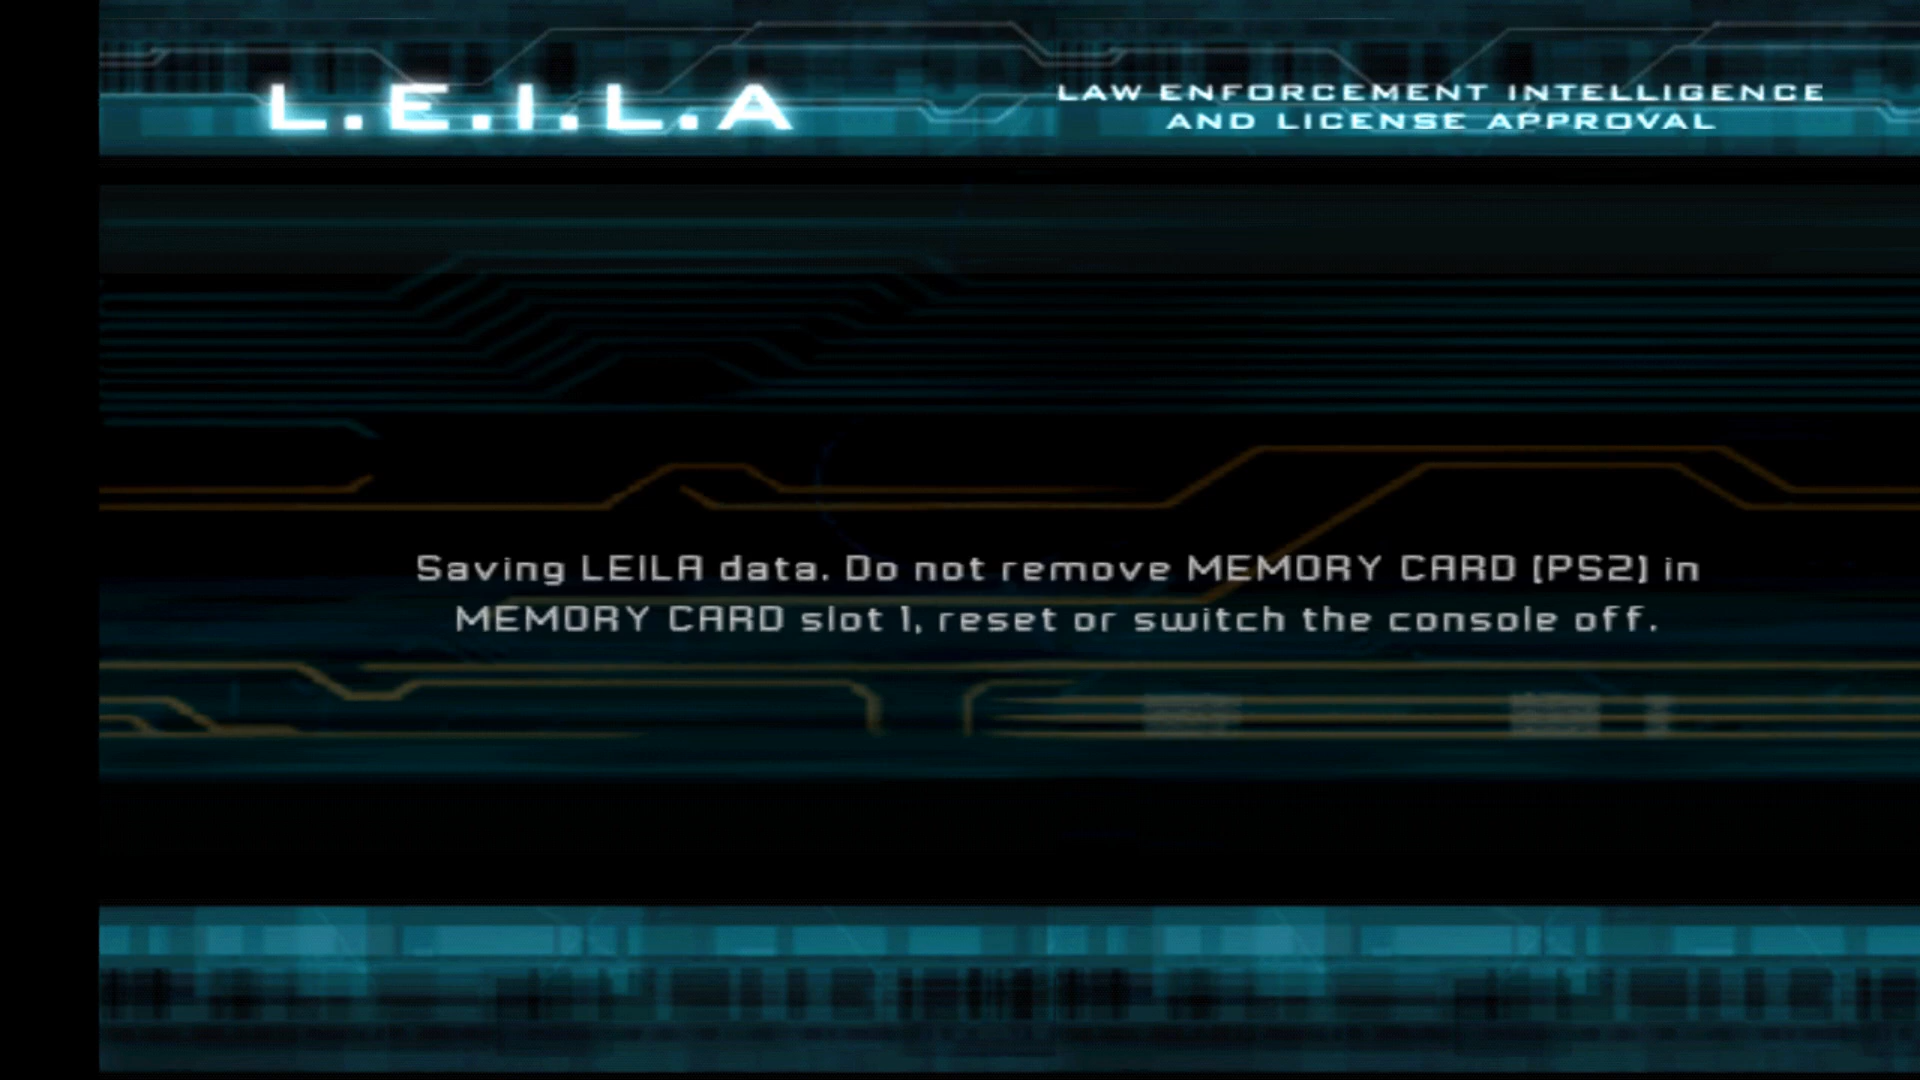 L.E.I.L.A
LAW ENFORCEMENT INTELLIGENCE
AND LICENSE APPROVAL
Saving LEILA data. Do not remove MEMORY CARD (PS2) in
MEMORY CARD slot 1, reset or switch the console off.